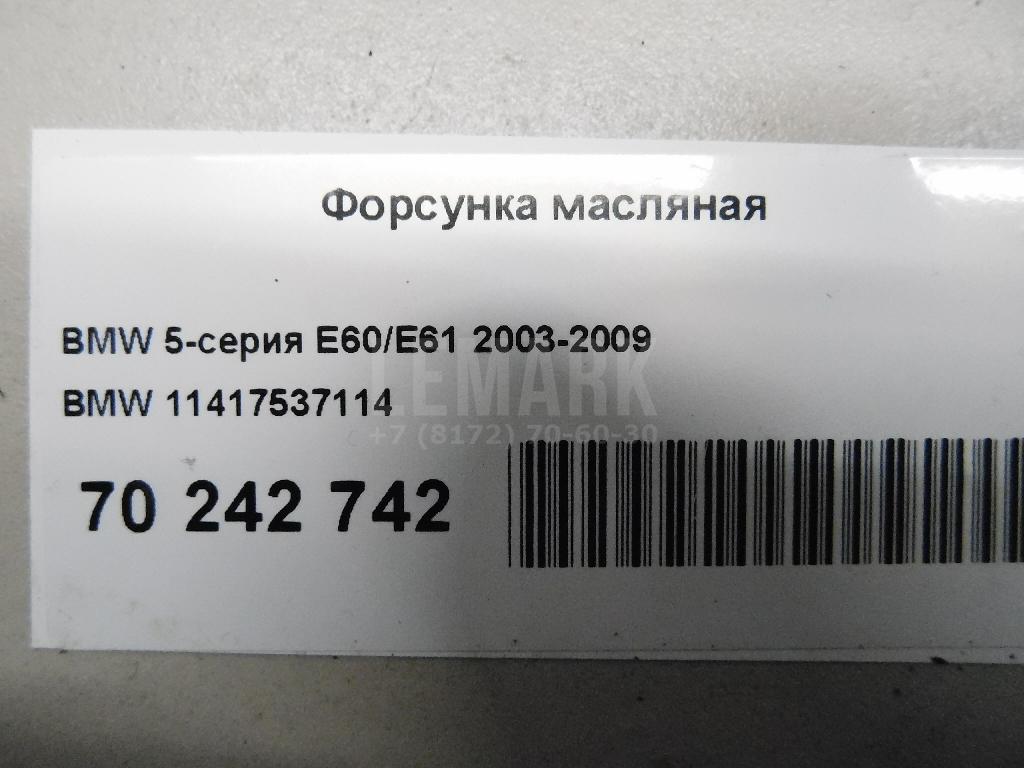 Форсунка масляная
BMW 5-серия E60/E61 2003-2009
BMW 11417537114
LEMARK
+7 (8172) 70-60-30
70 242 742